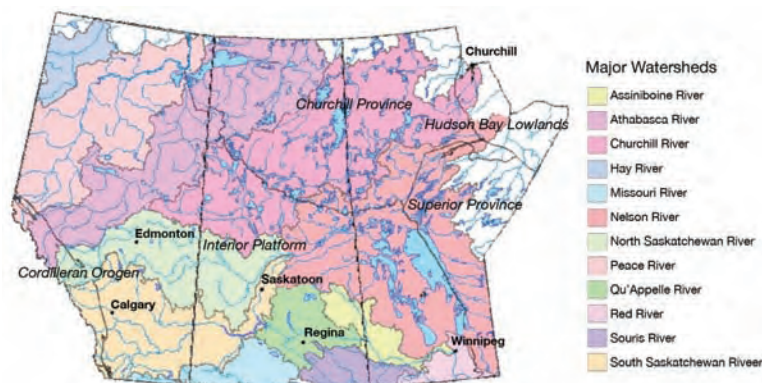 Churchill
Churchill Province
Hudson Bay Lowlands
Superior Province
Edmonton
Interior Platform
Cordilleran Orogen
Saskatoon
Calgary
Regina
Winnipeg
Major Watersheds
Assiniboine River
Athabasca River
Churchill River
Hay River
Missouri River
Nelson River
North Saskatchewan River
Peace River
Qu'Appelle River
Red River
Souris River
South Saskatchewan Riveer